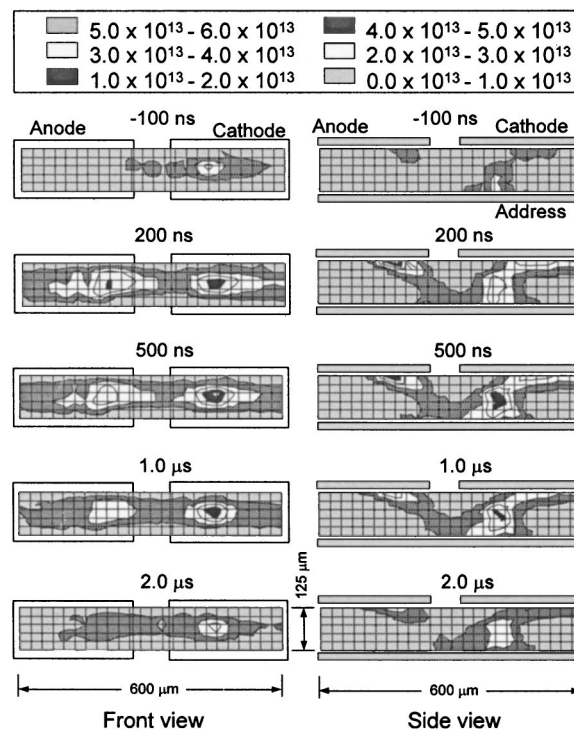 5.0 x 10¹³ - 6.0 x 10¹³ 4.0 x 10¹³ - 5.0 x 10¹³
3.0 x 10¹³ - 4.0 x 10¹³ 2.0 x 10¹³ - 3.0 x 10¹³
1.0 x 10¹³ - 2.0 x 10¹³ 0.0 x 10¹³ - 1.0 x 10¹³
Anode -100 ns Cathode
Anode -100 ns Cathode
Address
200 ns 200 ns
500 ns 500 ns
1.0 μs 1.0 μs
2.0 μs 125 μm 2.0 μs
600 μm 600 μm
Front view Side view